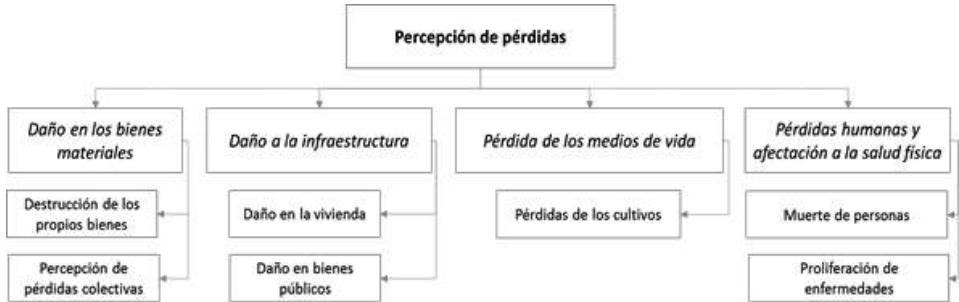 Percepción de pérdidas
Daño en los bienes
materiales
Daño a la infraestructura
Pérdida de los medios de vida
Pérdidas humanas y
afectación a la salud física
Destrucción de los
propios bienes
Daño en la vivienda
Pérdidas de los cultivos
Muerte de personas
Percepción de
pérdidas colectivas
Daño en bienes
públicos
Proliferación de
enfermedades